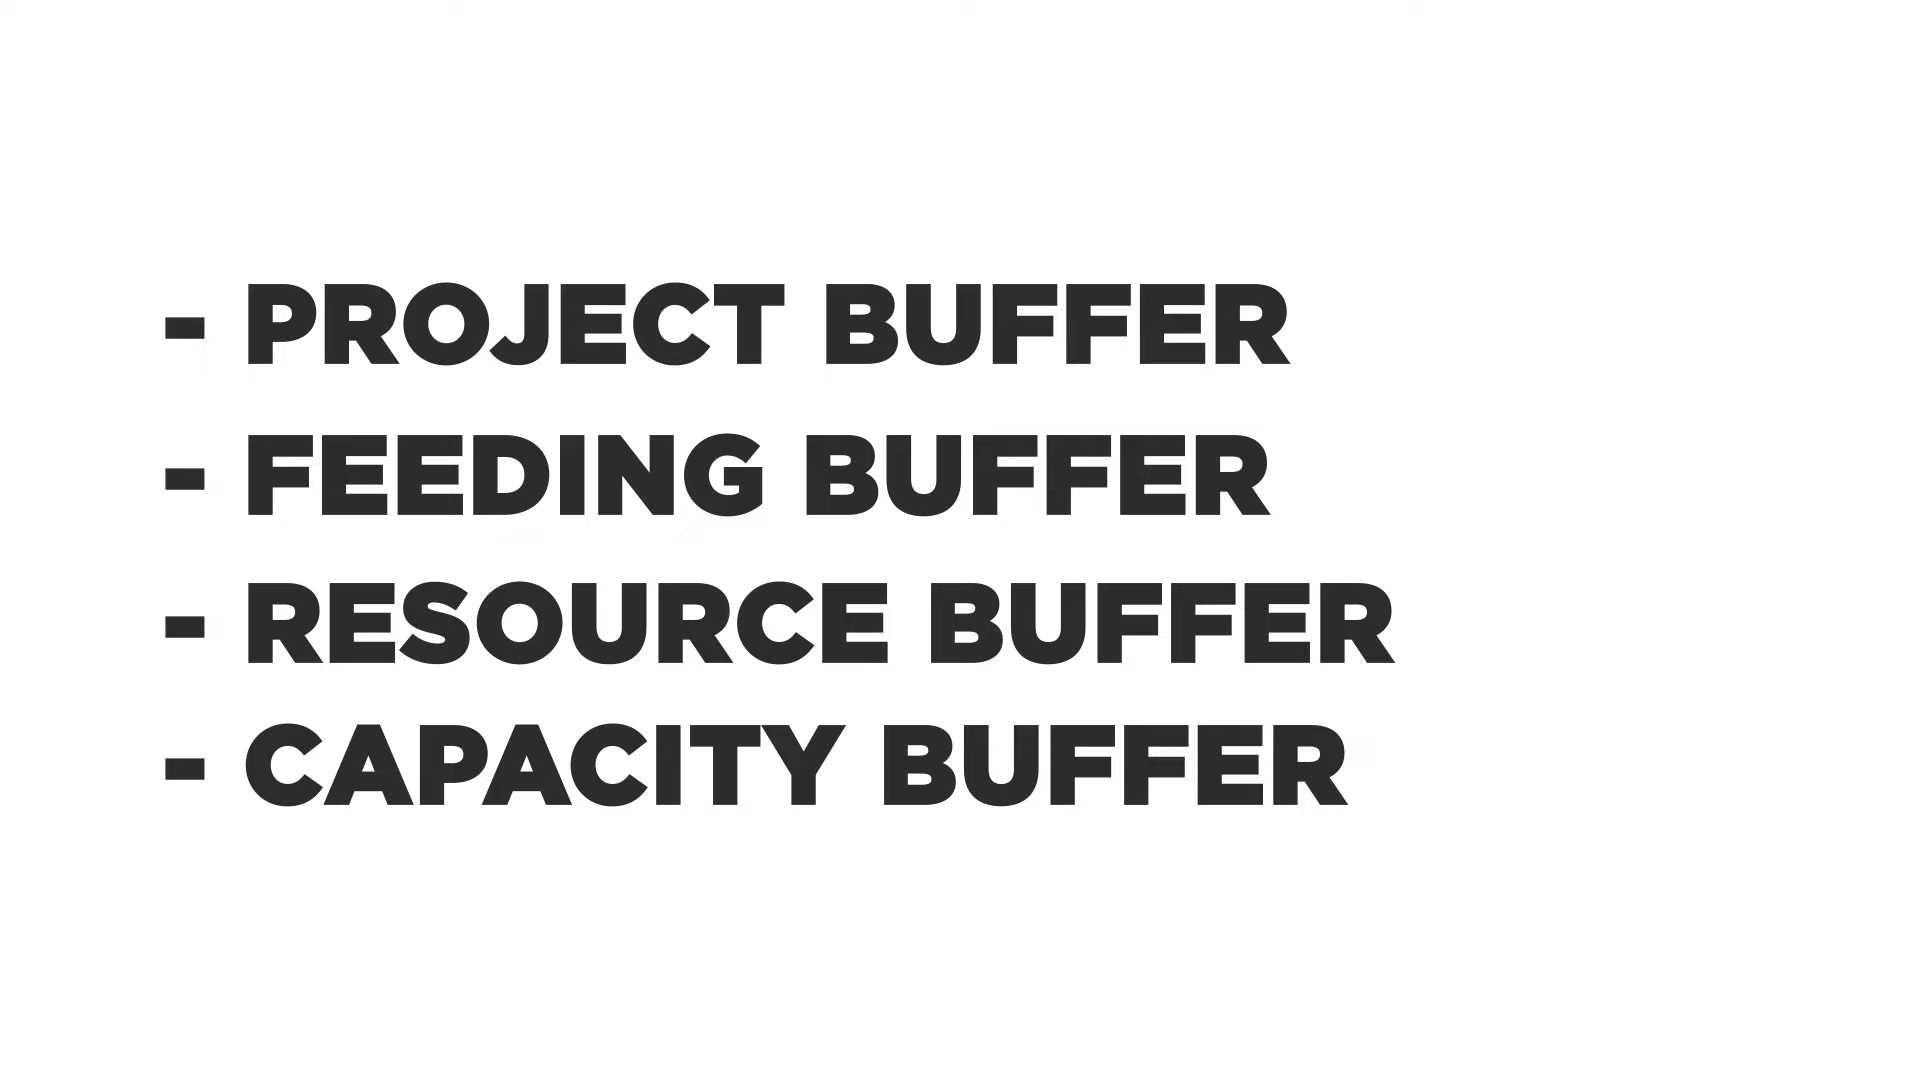 - PROJECT BUFFER
- FEEDING BUFFER
- RESOURCE BUFFER
- CAPACITY BUFFER